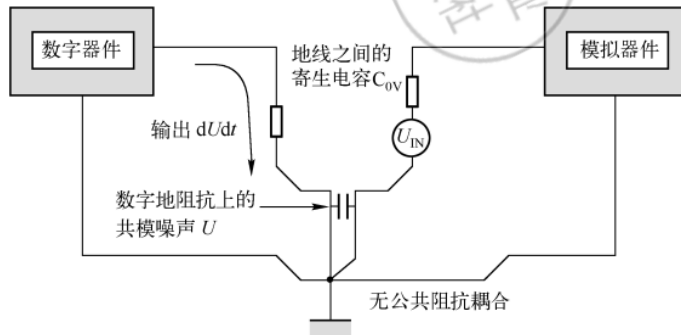 数字器件
模拟器件
地线之间的
寄生电容C0V
输出 dUdt
UIN
数字地阻抗上的
共模噪声 U
无公共阻抗耦合